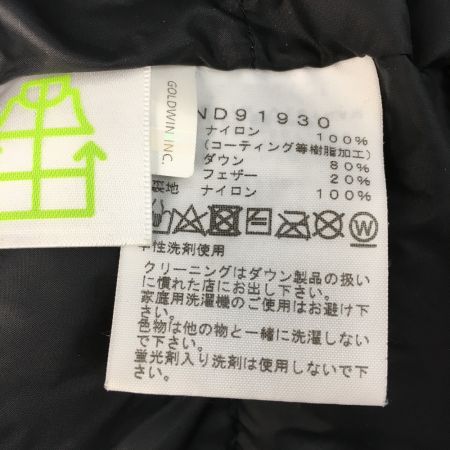 GOLDWIN INC.
ND91930
ナイロン 100%
(コーティング等樹脂加工)
ダウン 80%
フェザー 20%
地 ナイロン 100%
W
中性洗剤使用
クリーニングはダウン製品の扱い
に慣れた店にお出し下さい。
家庭用洗濯機のご使用はお避け下
さい。
色物は他の物と一緒に洗濯しない
で下さい。
蛍光剤入り洗剤は使用しないで下
さい。